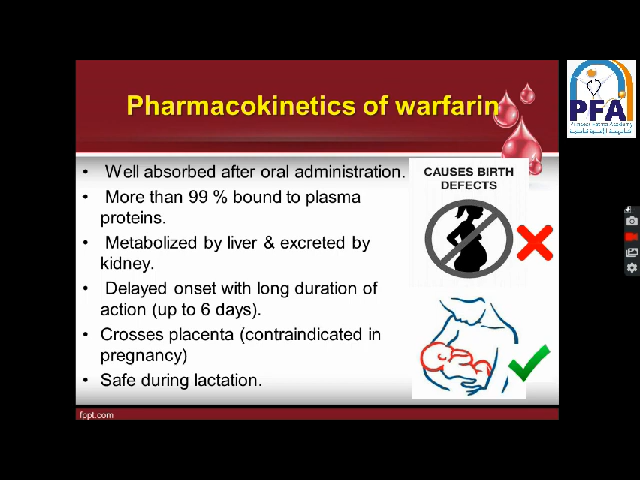 Pharmacokinetics of warfarin
PFA
• Well absorbed after oral administration.
• More than 99 % bound to plasma
proteins.
• Metabolized by liver & excreted by
kidney.
• Delayed onset with long duration of
action (up to 6 days).
• Crosses placenta (contraindicated in
pregnancy)
• Safe during lactation.
CAUSES BIRTH
DEFECTS
fppt.com